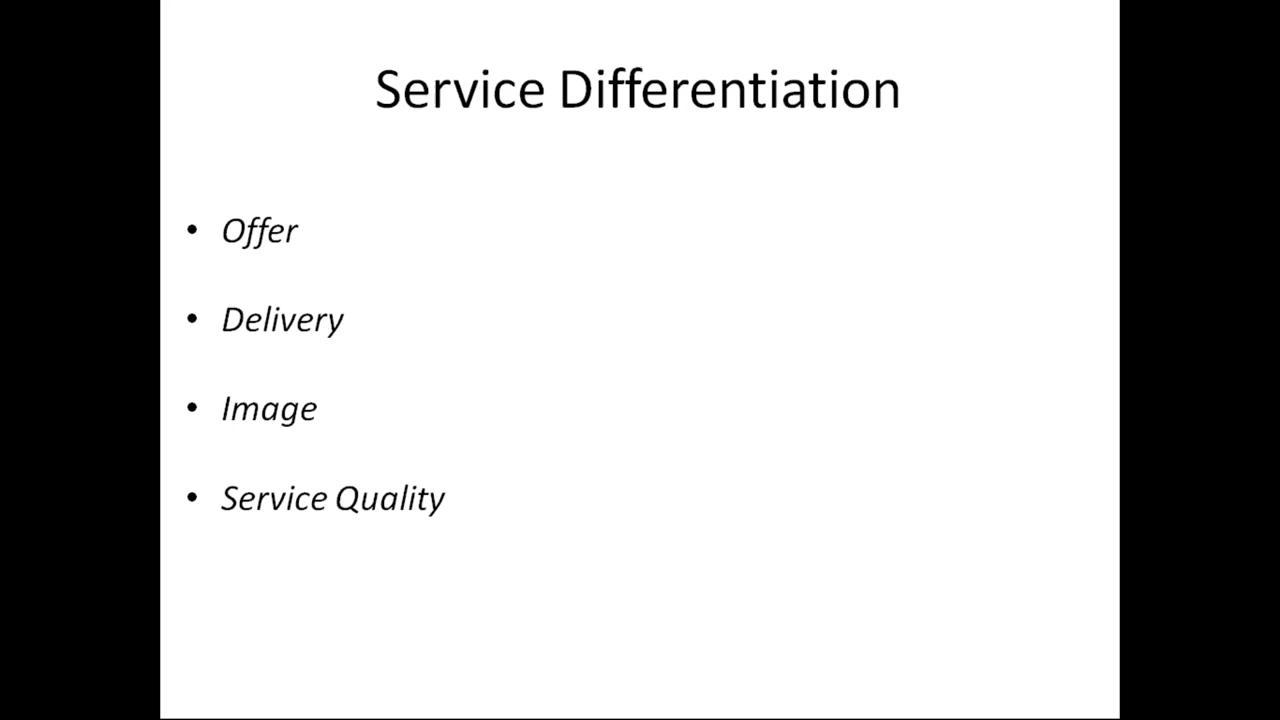 Service Differentiation
• Offer
• Delivery
• Image
• Service Quality